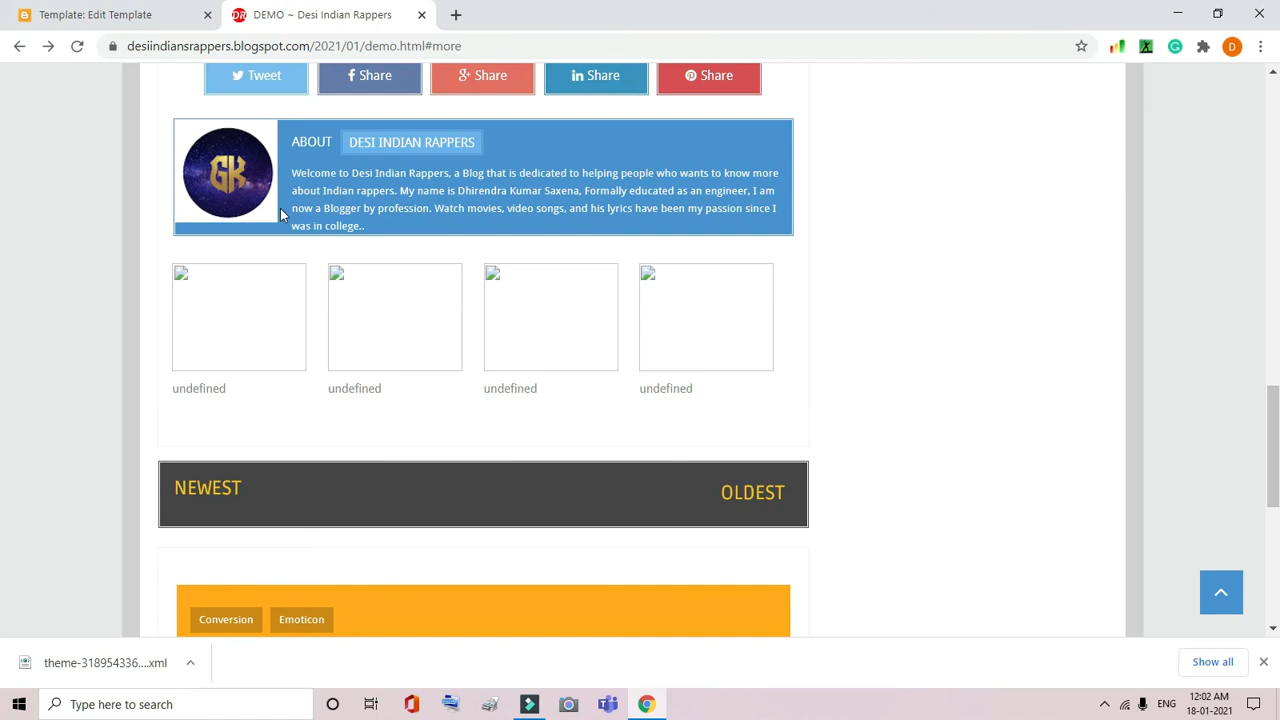 Template: Edit Template
DEMO ~ Desi Indian Rappers
desiindiansrappers.blogspot.com/2021/01/demo.html#more
D
Tweet
Share
Share
Share
Share
GK
ABOUT DESI INDIAN RAPPERS
Welcome to Desi Indian Rappers, a Blog that is dedicated to helping people who wants to know more
about Indian rappers. My name is Dhirendra Kumar Saxena, Formally educated as an engineer, I am
now a Blogger by profession. Watch movies, video songs, and his lyrics have been my passion since I
was in college..
undefined
undefined
undefined
undefined
NEWEST
OLDEST
Conversion
Emoticon
theme-318954336....xml
Show all
Type here to search
ENG
12:02 AM
18-01-2021